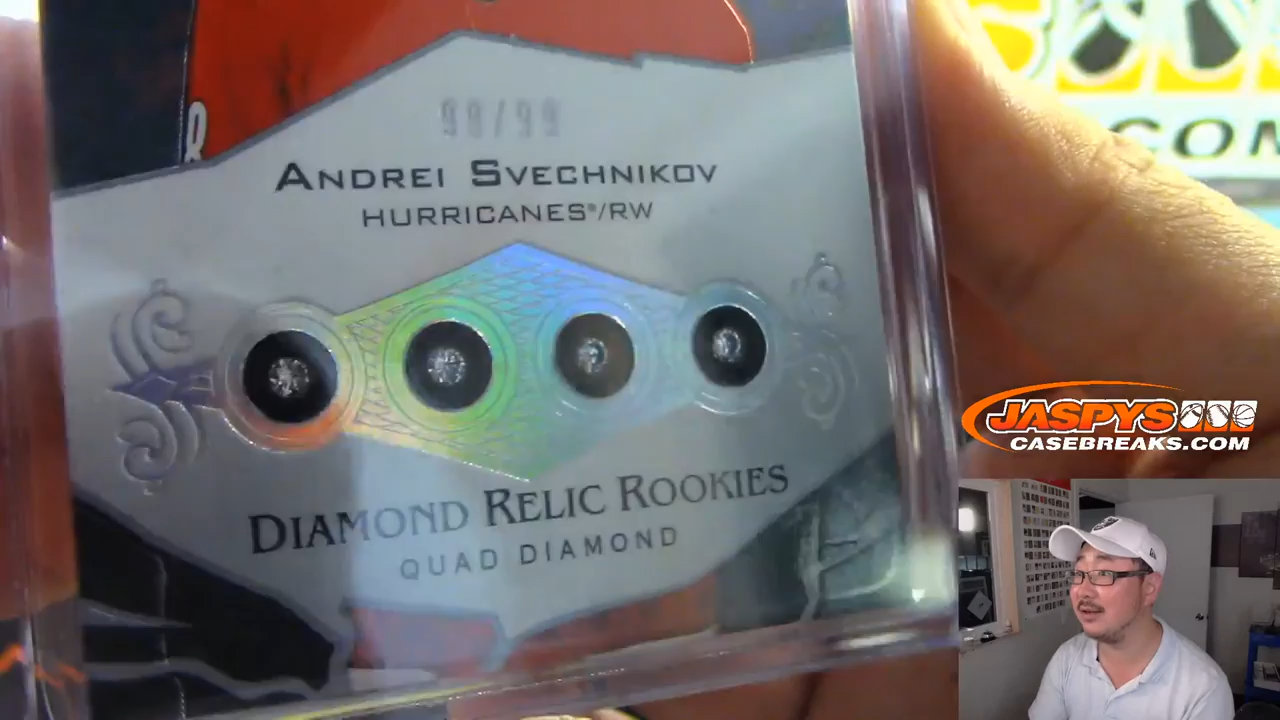 99/99
ANDREI SVECHNIKOV
HURRICANES®/RW
DIAMOND RELIC ROOKIES
QUAD DIAMOND
.COM
JASPYS
CASEBREAKS.COM